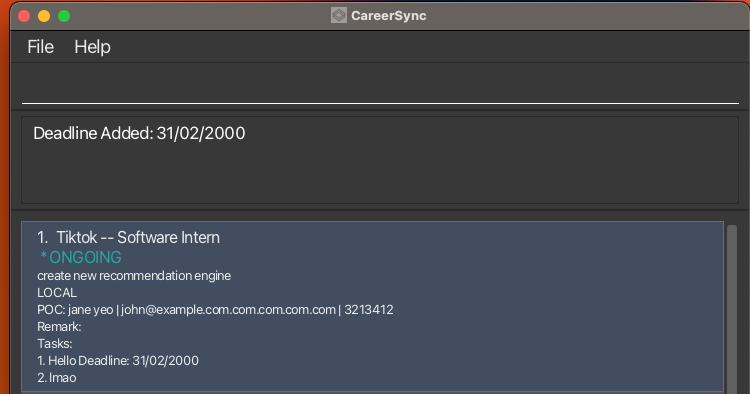 CareerSync
File Help
Deadline Added: 31/02/2000
1. Tiktok -- Software Intern
*ONGOING
create new recommendation engine
LOCAL
POC: jane yeo | john@example.com.com.com.com.com | 3213412
Remark:
Tasks:
1. Hello Deadline: 31/02/2000
2. lmao